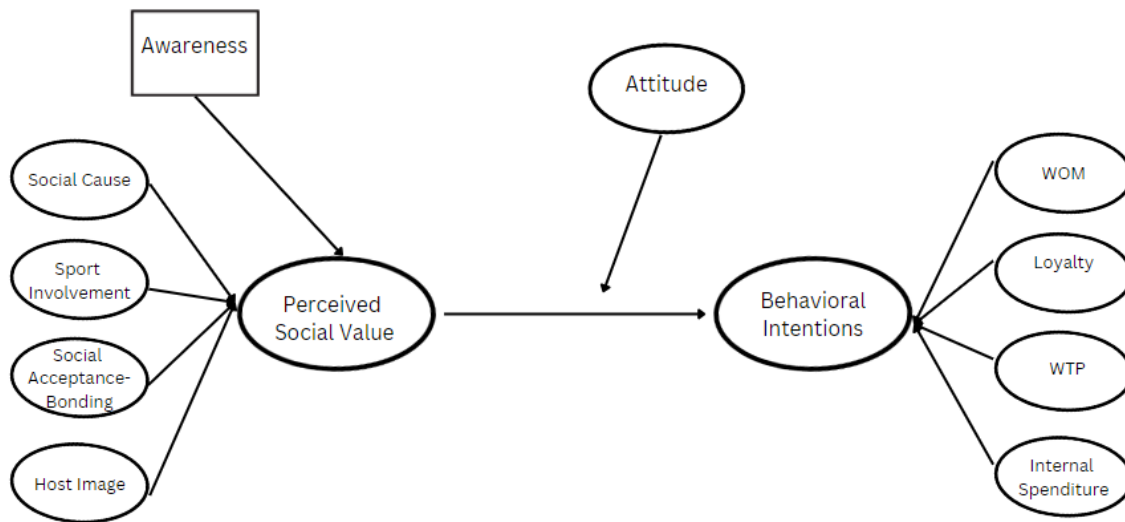 Awareness
Attitude
Social Cause
Sport
Involvement
Social
Acceptance-
Bonding
Host Image
Perceived
Social Value
Behavioral
Intentions
WOM
Loyalty
WTP
Internal
Spenditure